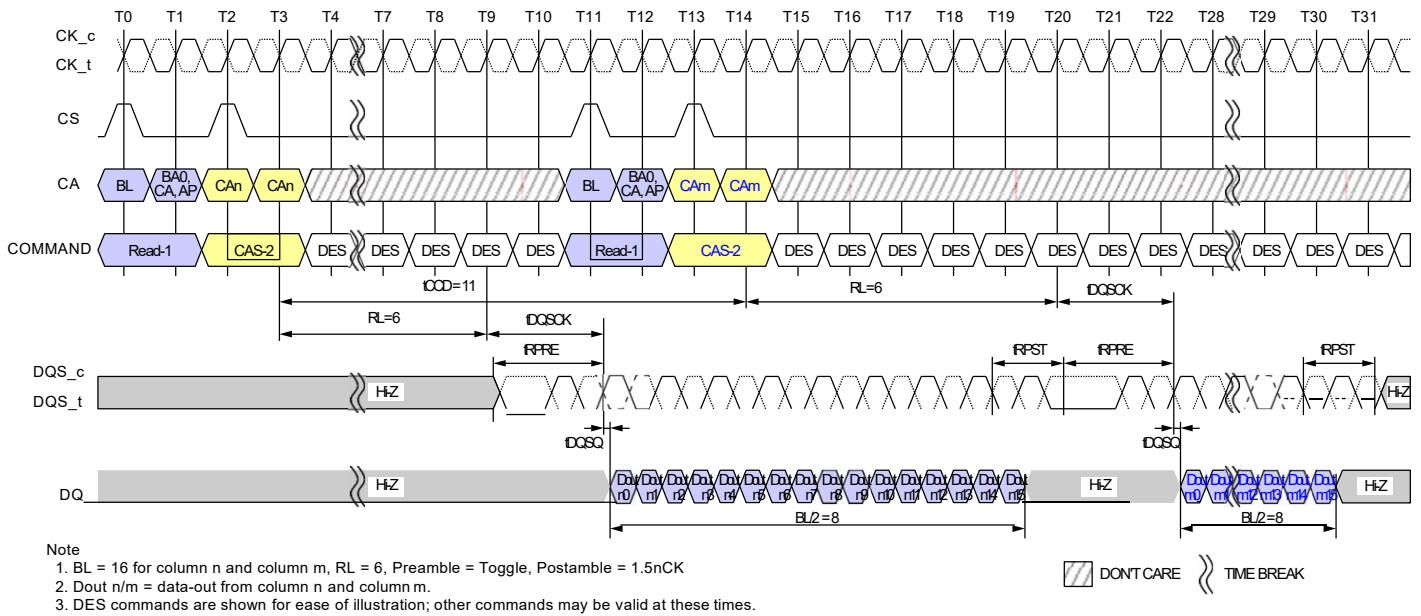 T0 T1 T2 T3 T4 T7 T8 T9 T10 T11 T12 T13 T14 T15 T16 T17 T18 T19 T20 T21 T22 T28 T29 T30 T31
CK_c
CK_t
CS
CA BL BA0, CA, AP CAn CAn BL BA0, CA, AP CAm CAm
COMMAND Read-1 CAS-2 DES DES DES DES DES Read-1 CAS-2 DES DES DES DES DES DES DES DES DES DES DES DES
tCCD = 11 RL=6 tDQSCK
RL=6 tDQSCK
tRPRE tRPST tRPRE tRPST
DQS_c
DQS_t Hi-Z Hi-Z
tDQSQ tDQSQ
DQ Hi-Z Dout n0 Dout n1 Dout n2 Dout n3 Dout n4 Dout n5 Dout n6 Dout n7 Dout n8 Dout n9 Dout n10 Dout n11 Dout n12 Dout n13 Dout n14 Dout n15 Hi-Z Dout m0 Dout m1 Dout m12 Dout m13 Dout m14 Dout m15 Hi-Z
BL/2 = 8 BL/2 = 8
Note
1. BL = 16 for column n and column m, RL = 6, Preamble = Toggle, Postamble = 1.5nCK
2. Dout n/m = data-out from column n and column m.
3. DES commands are shown for ease of illustration; other commands may be valid at these times.
DON'T CARE TIME BREAK